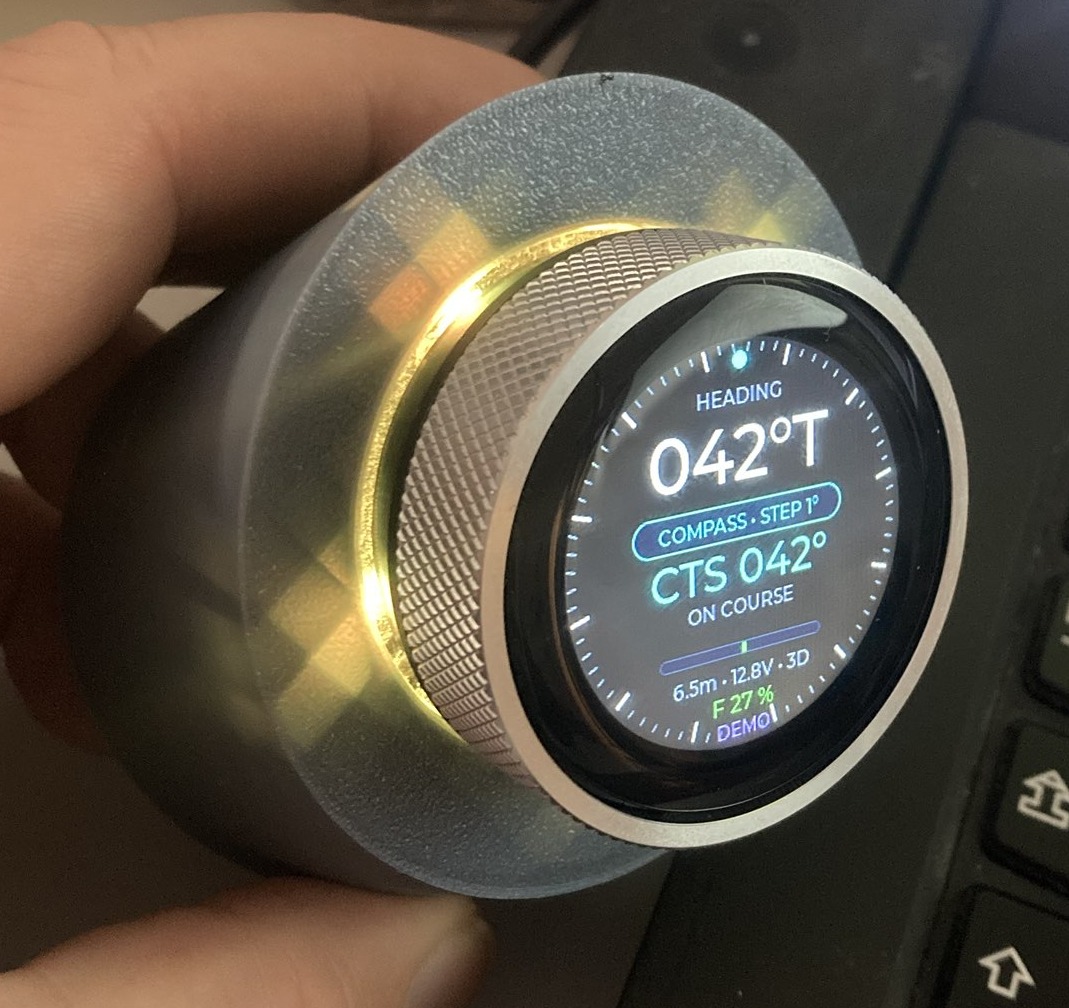 HEADING
042°T
COMPASS • STEP 1°
CTS 042°
ON COURSE
6.5m • 12.8V • 3D
F 27 %
DEMO